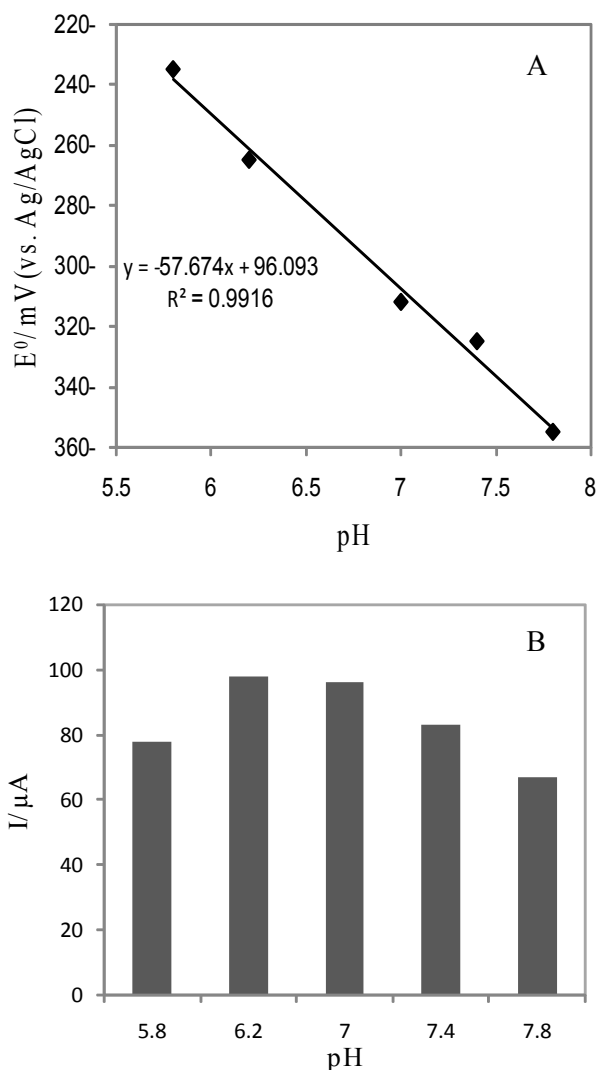 220-
A
240-
260-
280-
300-
320-
340-
360-
E⁰/mV(vs. Ag/AgCl)
y = -57.674x + 96.093
R² = 0.9916
5.5 6 6.5 7 7.5 8
pH
120
B
100
80
60
40
20
0
I/μA
5.8 6.2 7 7.4 7.8
pH